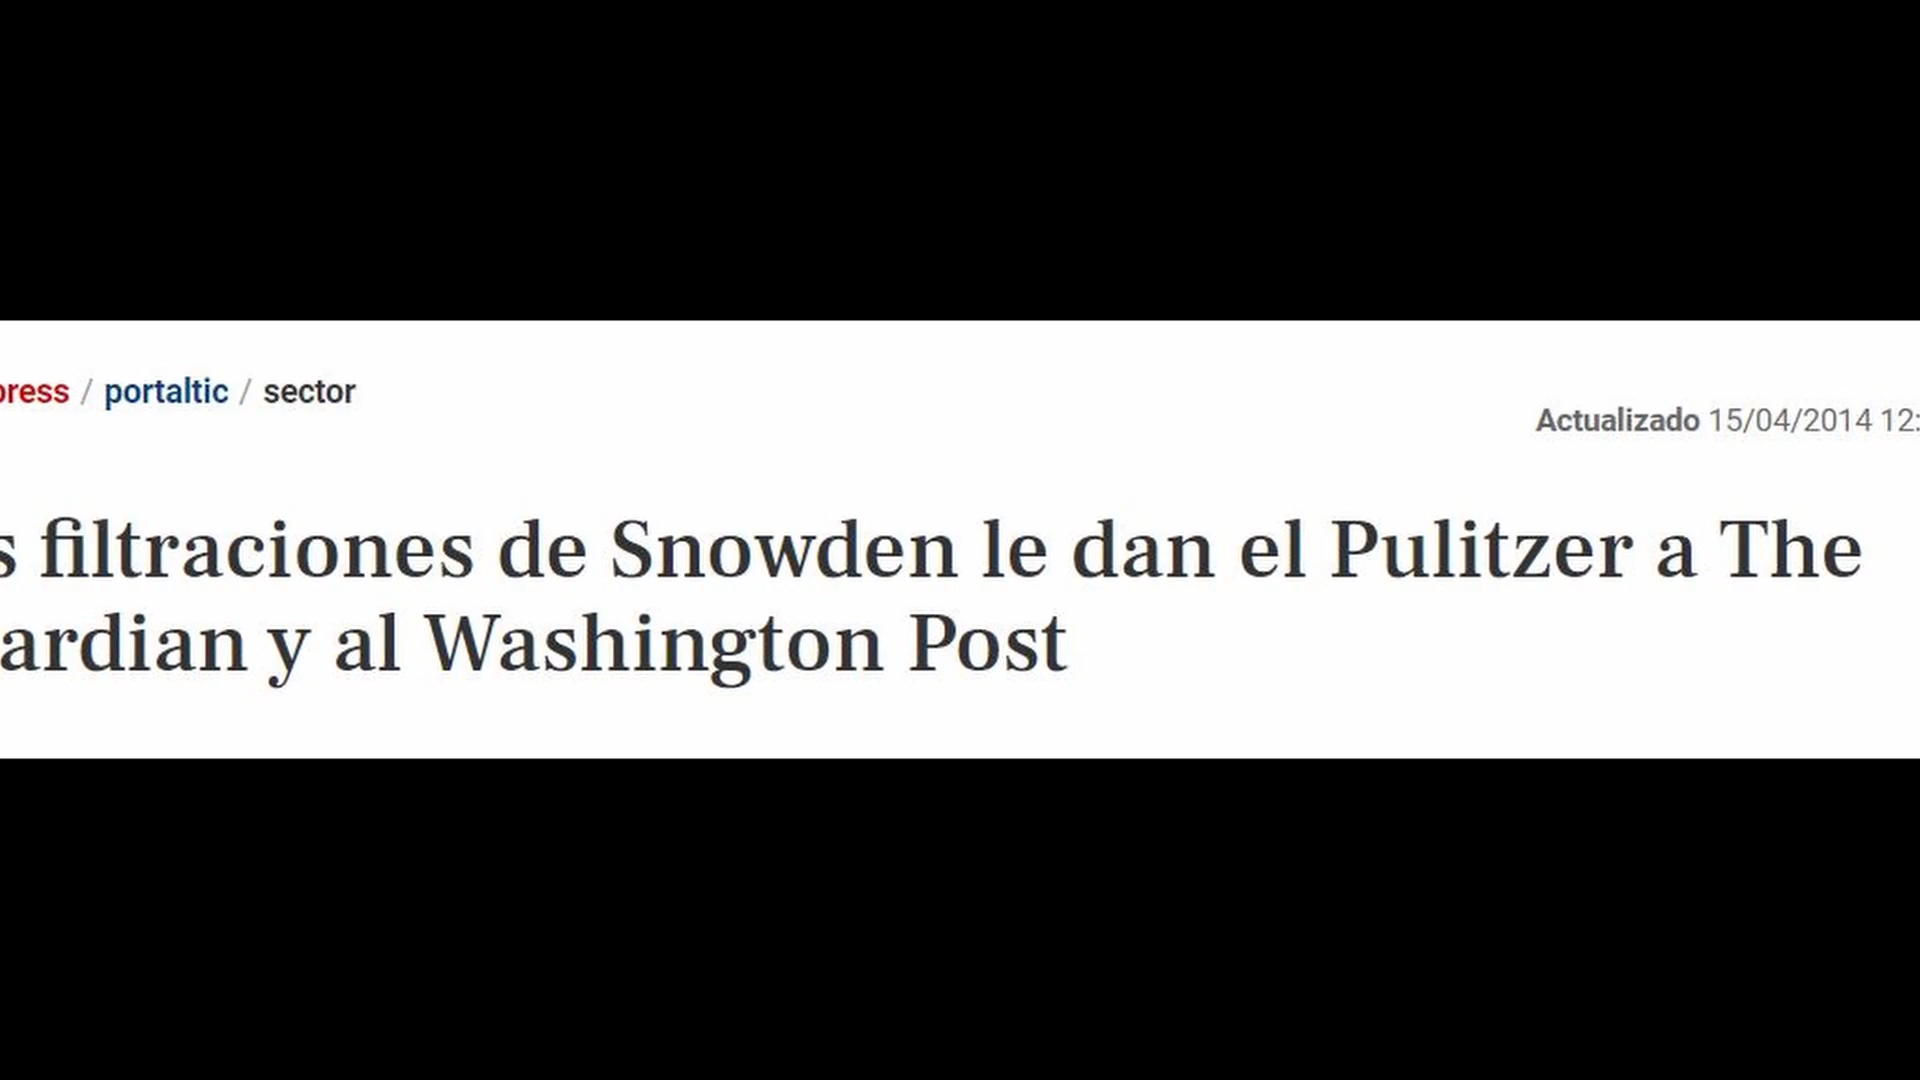 press / portaltic / sector
Actualizado 15/04/2014 12:
s filtraciones de Snowden le dan el Pulitzer a The
ardian y al Washington Post